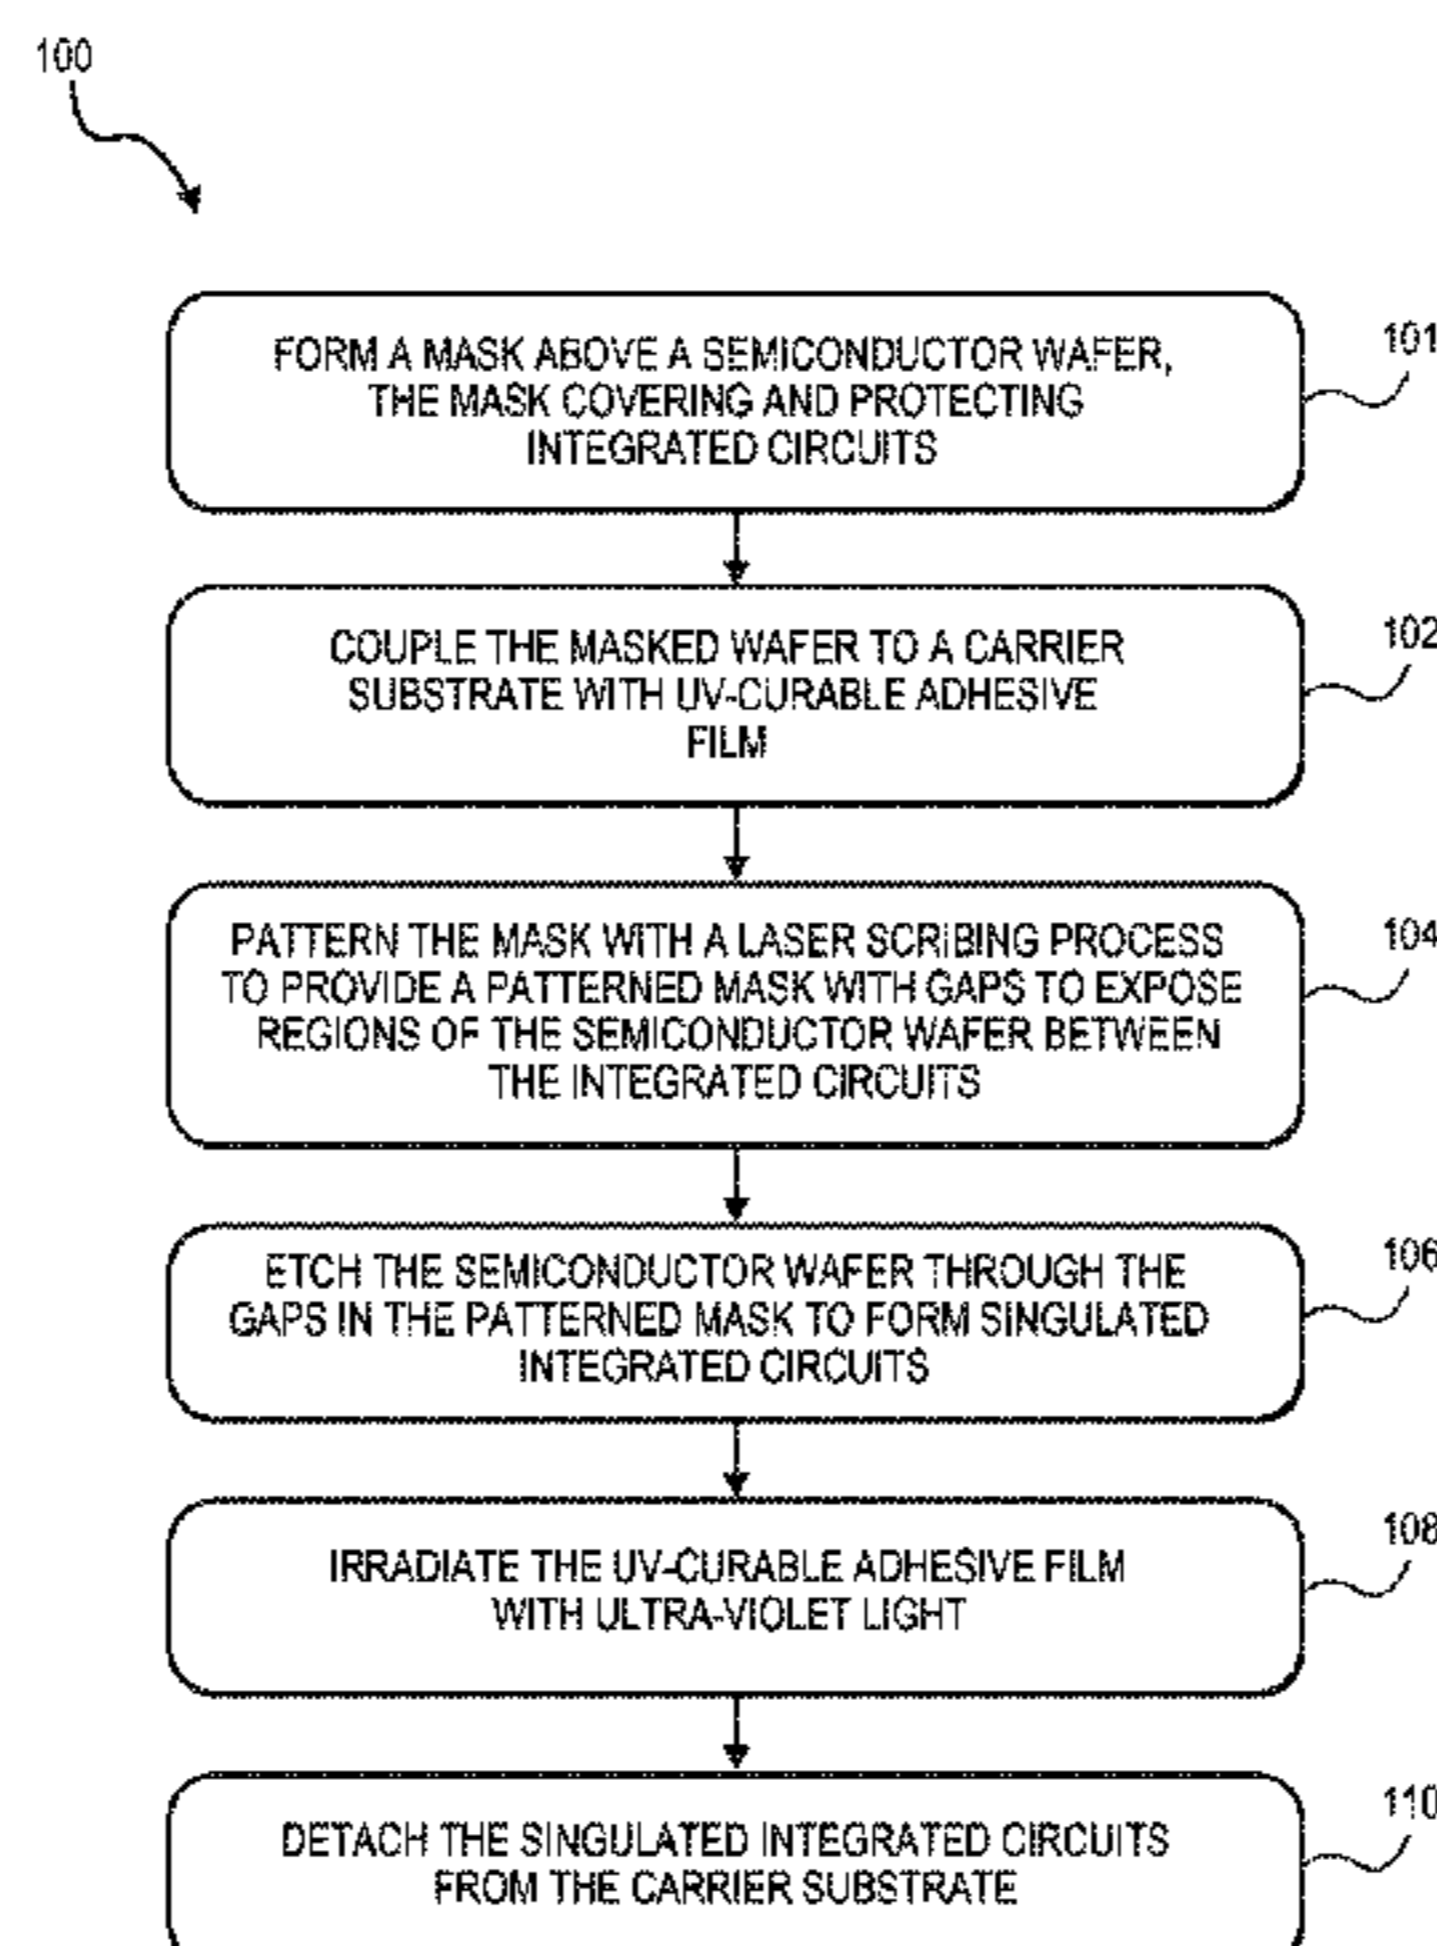 100
FORM A MASK ABOVE A SEMICONDUCTOR WAFER,
THE MASK COVERING AND PROTECTING
INTEGRATED CIRCUITS
101
COUPLE THE MASKED WAFER TO A CARRIER
SUBSTRATE WITH UV-CURABLE ADHESIVE
FILM
102
PATTERN THE MASK WITH A LASER SCRIBING PROCESS
TO PROVIDE A PATTERNED MASK WITH GAPS TO EXPOSE
REGIONS OF THE SEMICONDUCTOR WAFER BETWEEN
THE INTEGRATED CIRCUITS
104
ETCH THE SEMICONDUCTOR WAFER THROUGH THE
GAPS IN THE PATTERNED MASK TO FORM SINGULATED
INTEGRATED CIRCUITS
106
IRRADIATE THE UV-CURABLE ADHESIVE FILM
WITH ULTRA-VIOLET LIGHT
108
DETACH THE SINGULATED INTEGRATED CIRCUITS
FROM THE CARRIER SUBSTRATE
110